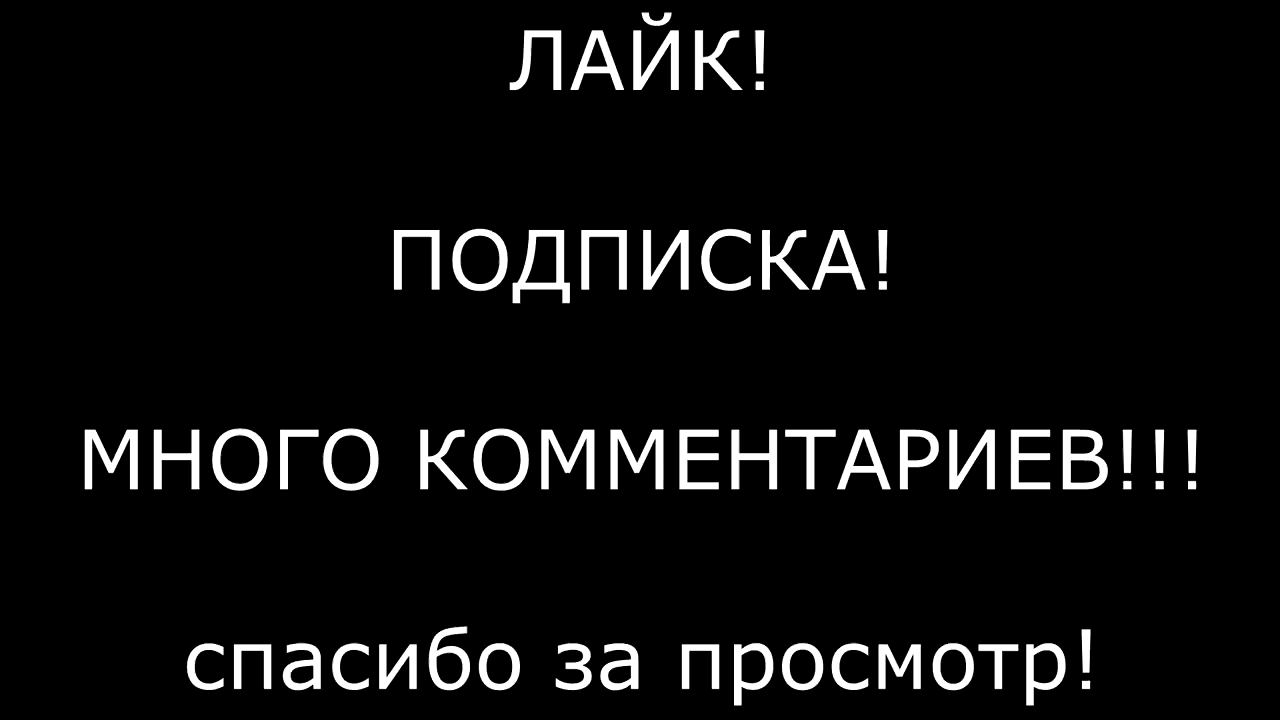 ЛАЙК!
ПОДПИСКА!
МНОГО КОММЕНТАРИЕВ!!!
спасибо за просмотр!